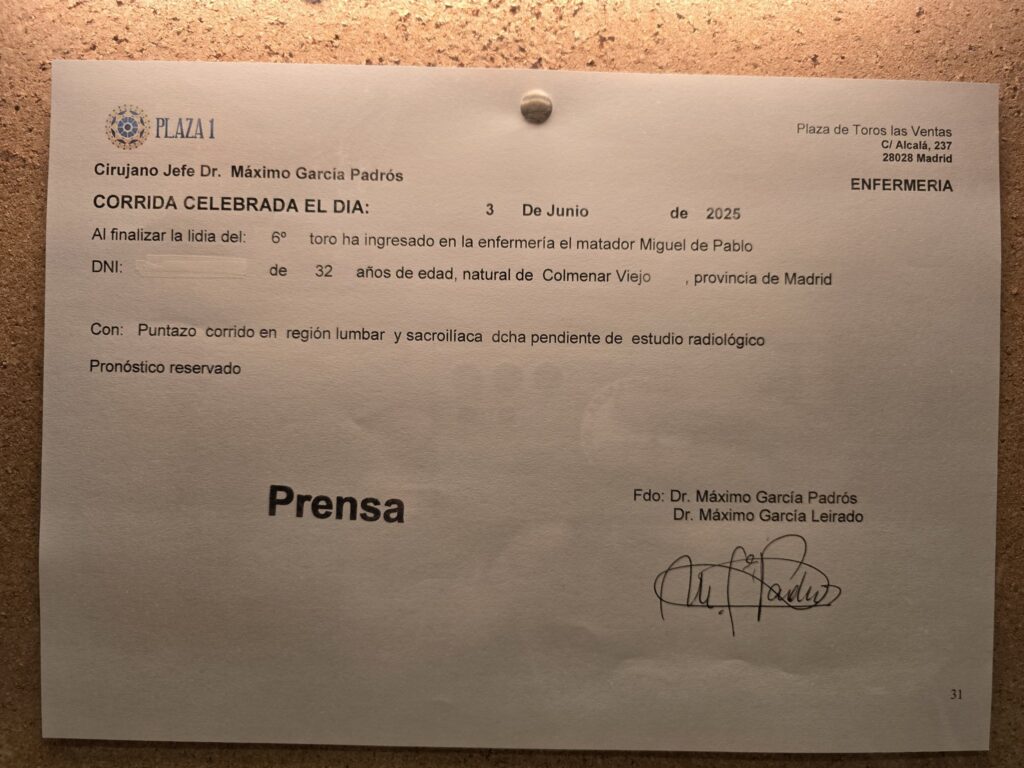 PLAZA 1
Plaza de Toros las Ventas
C/ Alcalá, 237
28028 Madrid
ENFERMERIA
Cirujano Jefe Dr. Máximo García Padrós
CORRIDA CELEBRADA EL DIA: 3 De Junio de 2025
Al finalizar la lidia del: 6º toro ha ingresado en la enfermería el matador Miguel de Pablo
DNI: de 32 años de edad, natural de Colmenar Viejo , provincia de Madrid
Con: Puntazo corrido en región lumbar y sacroilíaca dcha pendiente de estudio radiológico
Pronóstico reservado
Prensa
Fdo: Dr. Máximo García Padrós
Dr. Máximo García Leirado
M. Gª Padrós
31